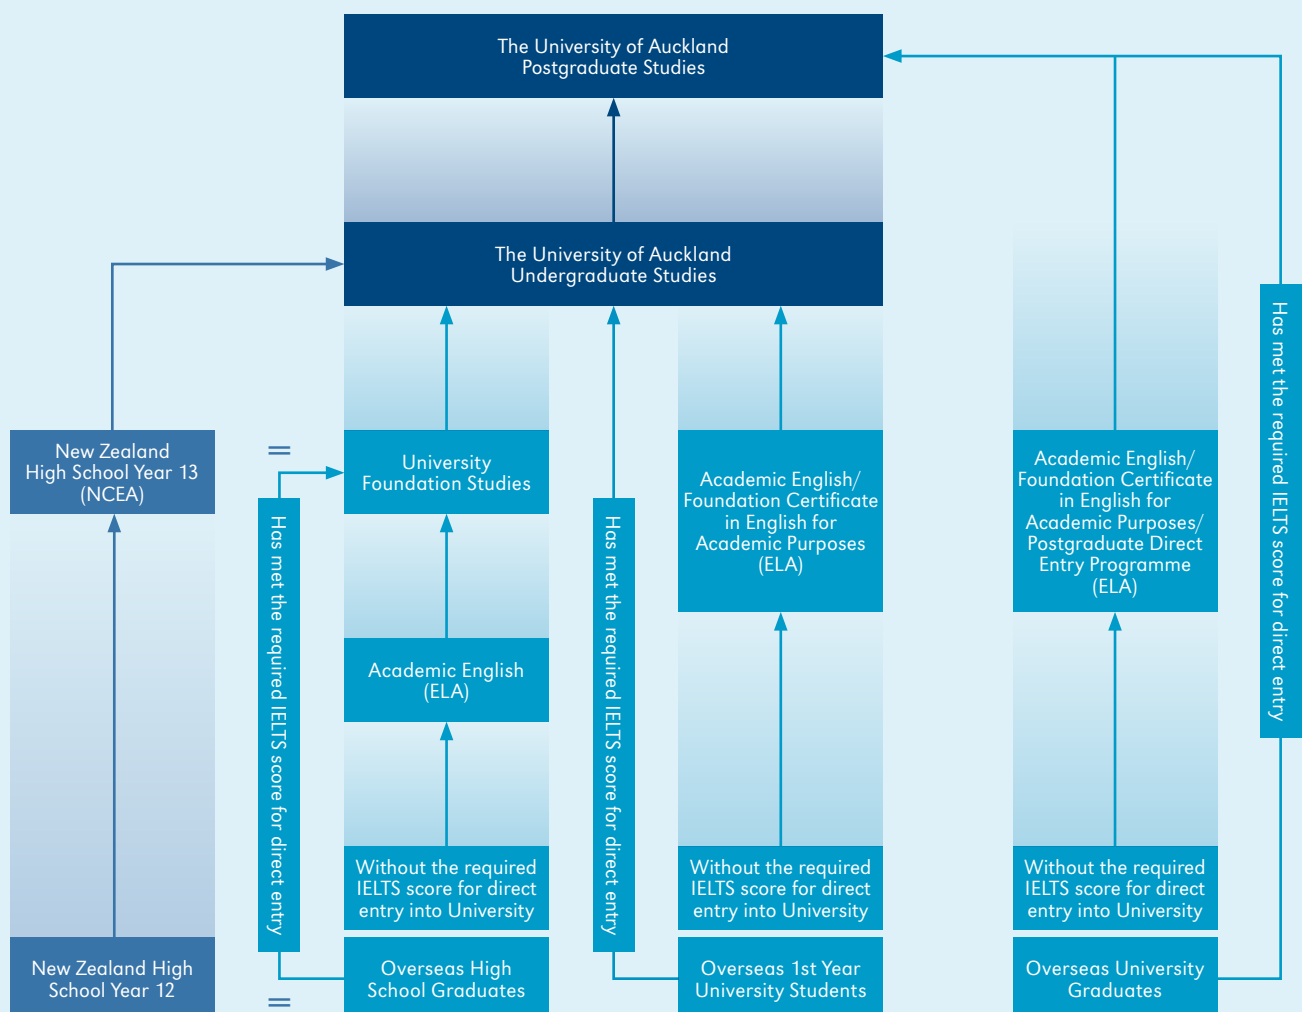 The University of Auckland
Postgraduate Studies
The University of Auckland
Undergraduate Studies
New Zealand
High School Year 13
(NCEA)
=
University
Foundation Studies
Academic English/
Foundation Certificate
in English for
Academic Purposes
(ELA)
Academic English/
Foundation Certificate
in English for
Academic Purposes/
Postgraduate Direct
Entry Programme
(ELA)
Has met the required IELTS score for direct entry
Has met the required IELTS score for direct entry
Has met the required IELTS score for direct entry
Academic English
(ELA)
Without the required
IELTS score for direct
entry into University
Without the required
IELTS score for direct
entry into University
Without the required
IELTS score for direct
entry into University
New Zealand High
School Year 12
=
Overseas High
School Graduates
Overseas 1st Year
University Students
Overseas University
Graduates